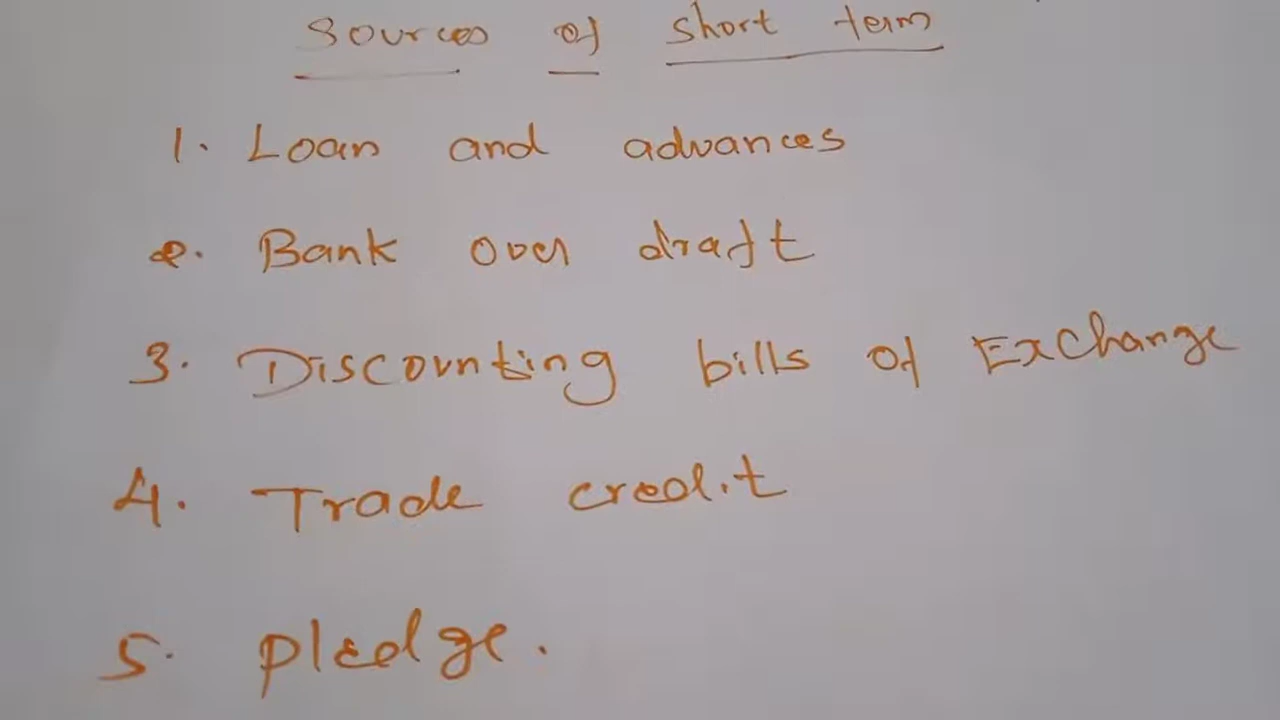 Sources of short term
1. Loan and advances
2. Bank over draft
3. Discounting bills of Exchange
4. Trade credit
5. pledge.